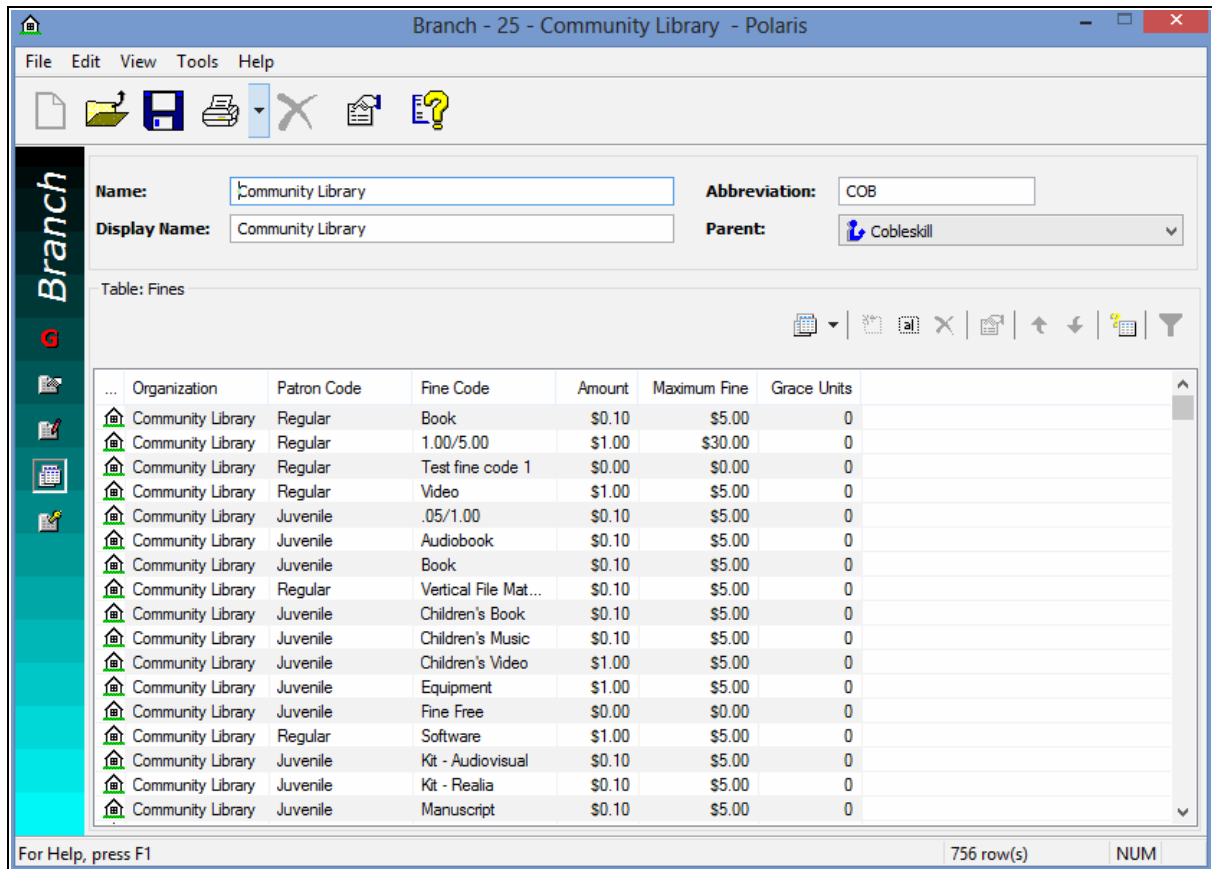 Branch - 25 - Community Library - Polaris
File Edit View Tools Help
Branch
Name: Community Library Abbreviation: COB
Display Name: Community Library Parent: Cobleskill
Table: Fines
G
... Organization Patron Code Fine Code Amount Maximum Fine Grace Units
Community Library Regular Book $0.10 $5.00 0
Community Library Regular 1.00/5.00 $1.00 $30.00 0
Community Library Regular Test fine code 1 $0.00 $0.00 0
Community Library Regular Video $1.00 $5.00 0
Community Library Juvenile .05/1.00 $0.10 $5.00 0
Community Library Juvenile Audiobook $0.10 $5.00 0
Community Library Juvenile Book $0.10 $5.00 0
Community Library Regular Vertical File Mat... $0.10 $5.00 0
Community Library Juvenile Children's Book $0.10 $5.00 0
Community Library Juvenile Children's Music $0.10 $5.00 0
Community Library Juvenile Children's Video $1.00 $5.00 0
Community Library Juvenile Equipment $1.00 $5.00 0
Community Library Juvenile Fine Free $0.00 $0.00 0
Community Library Regular Software $1.00 $5.00 0
Community Library Juvenile Kit - Audiovisual $0.10 $5.00 0
Community Library Juvenile Kit - Realia $0.10 $5.00 0
Community Library Juvenile Manuscript $0.10 $5.00 0
For Help, press F1 756 row(s) NUM